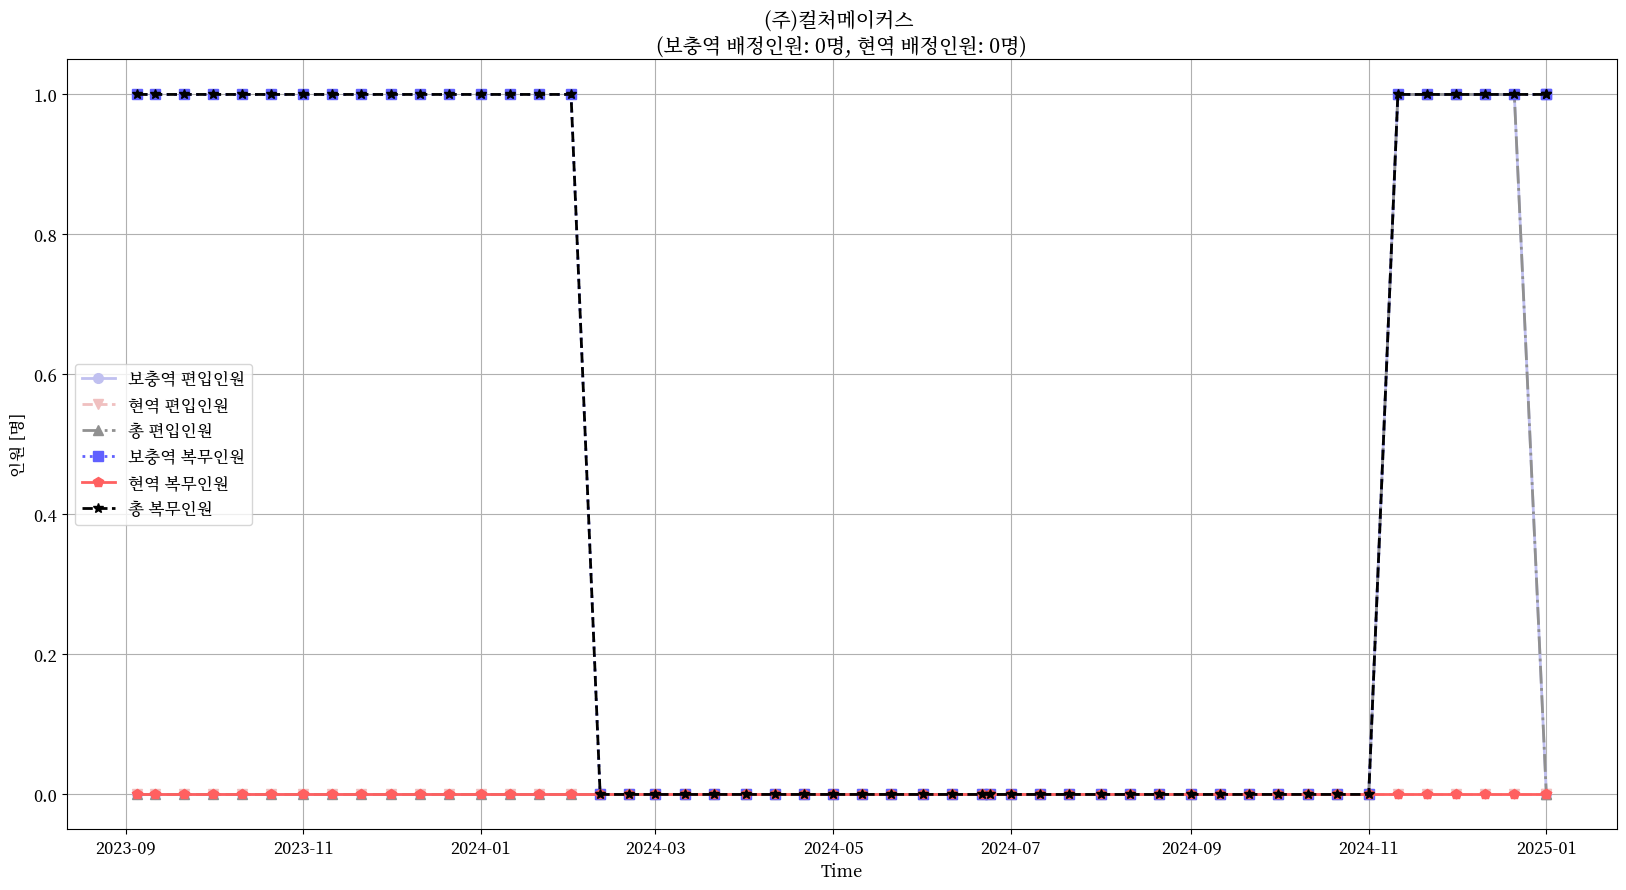 (주)컬처메이커스
(보충역 배정인원: 0명, 현역 배정인원: 0명)
인원 [명]
1.0
0.8
0.6
0.4
0.2
0.0
보충역 편입인원
현역 편입인원
총 편입인원
보충역 복무인원
현역 복무인원
총 복무인원
2023-09 2023-11 2024-01 2024-03 2024-05 2024-07 2024-09 2024-11 2025-01
Time